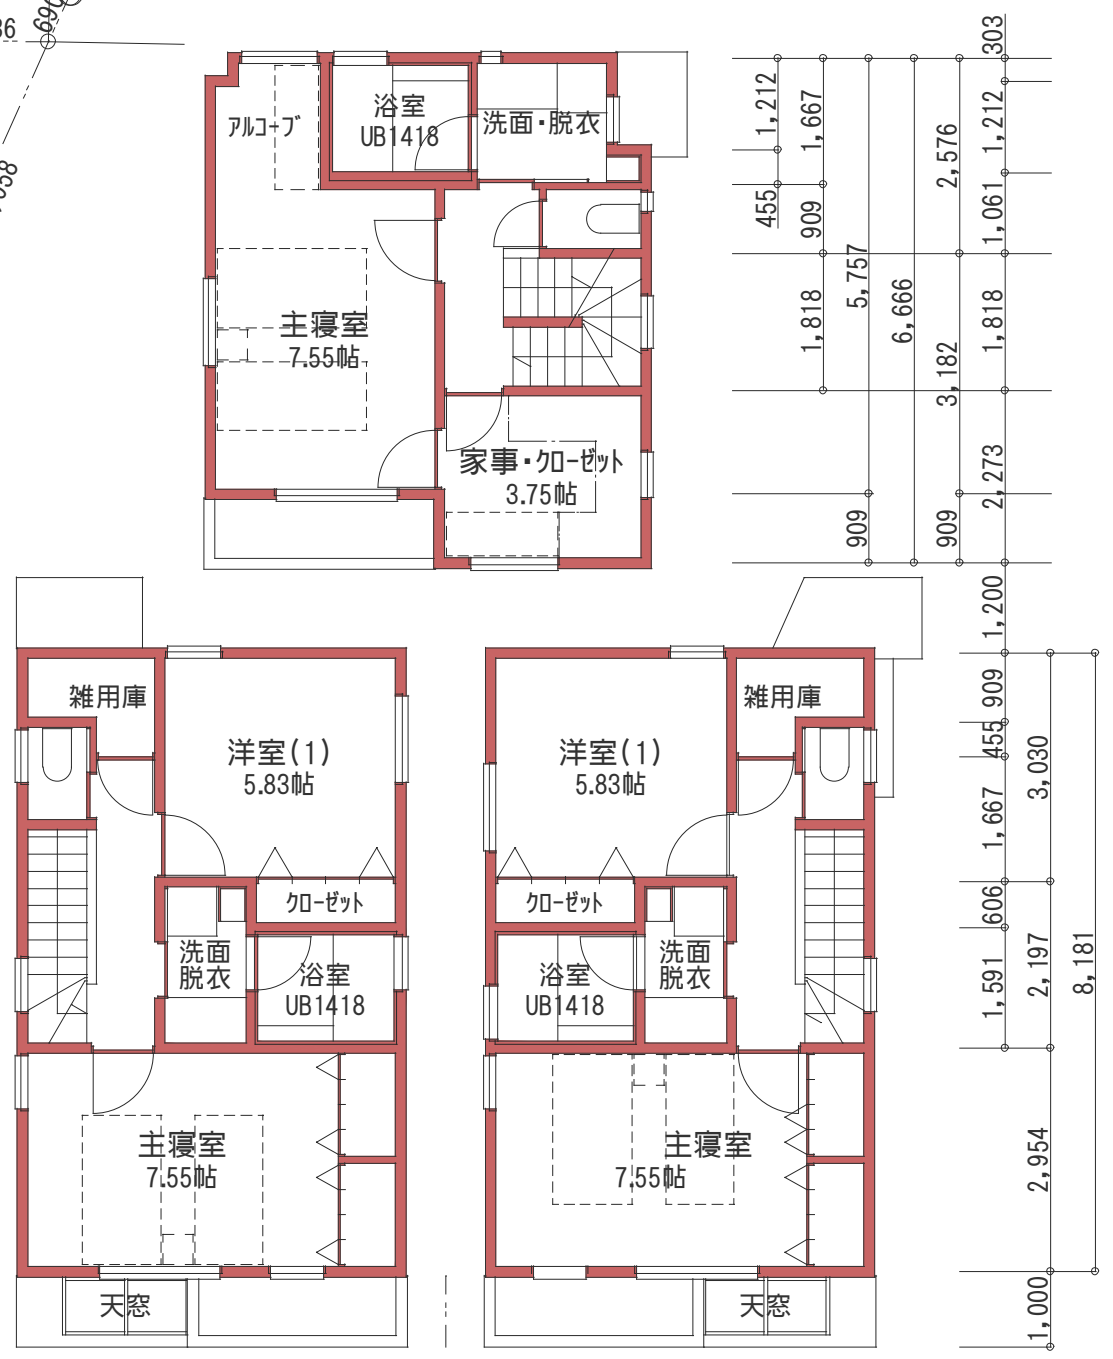 690
アルコーブ
浴室
UB1418
洗面・脱衣
主寝室
7.55帖
家事・クローゼット
3.75帖
303
1,212
1,667
1,212
2,576
455
909
1,061
5,757
6,666
1,818
1,818
3,182
2,273
909
909
1,200
雑用庫
洋室(1)
5.83帖
クローゼット
洗面
脱衣
浴室
UB1418
主寝室
7.55帖
天窓
洋室(1)
5.83帖
雑用庫
クローゼット
浴室
UB1418
洗面
脱衣
主寝室
7.55帖
天窓
909
455
3,030
1,667
606
2,197
8,181
1,591
2,954
1,000